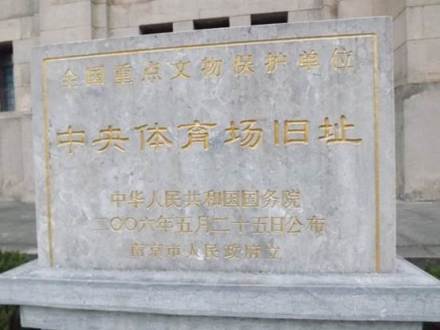 全国重点文物保护单位
中央体育场旧址
中华人民共和国国务院
二〇〇六年五月二十五日公布
南京市人民政府立